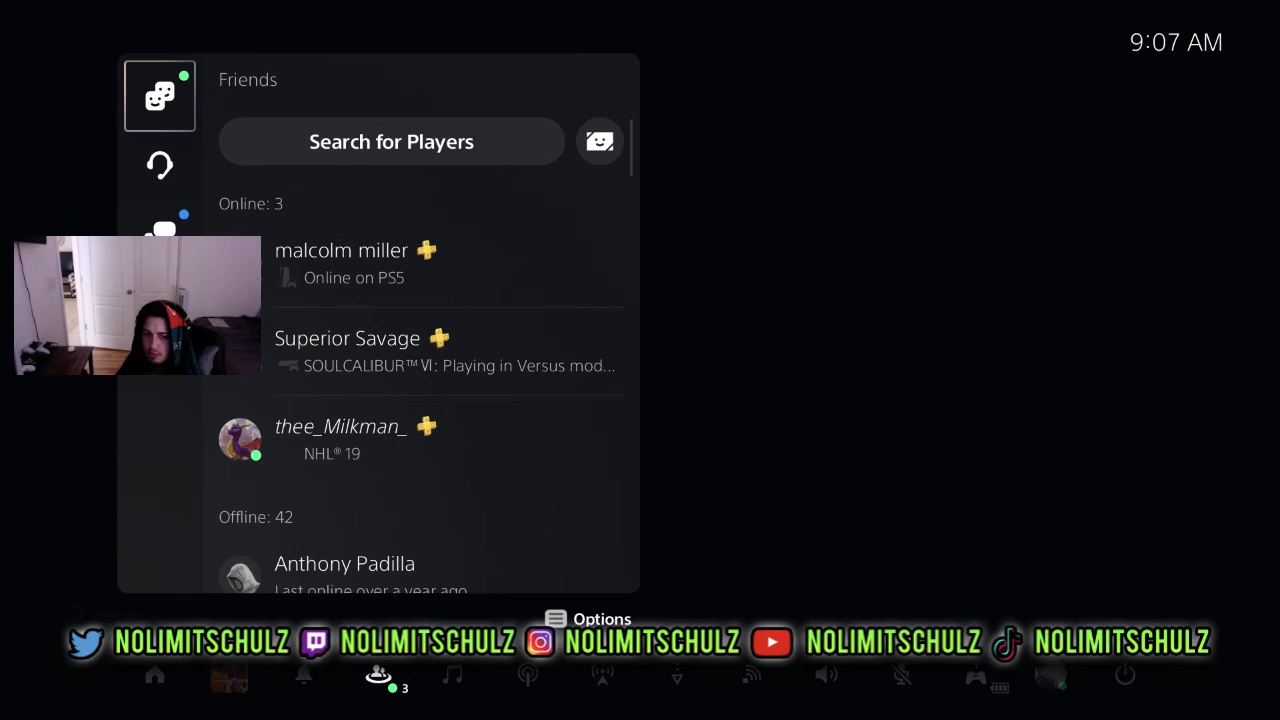 9:07 AM
Friends
Search for Players
Online: 3
malcolm miller
Online on PS5
Superior Savage
SOULCALIBUR™ VI: Playing in Versus mod...
thee_Milkman_
NHL® 19
Offline: 42
Anthony Padilla
Last online over a year ago
Options
NOLIMITSCHULZ NOLIMITSCHULZ NOLIMITSCHULZ NOLIMITSCHULZ NOLIMITSCHULZ
3